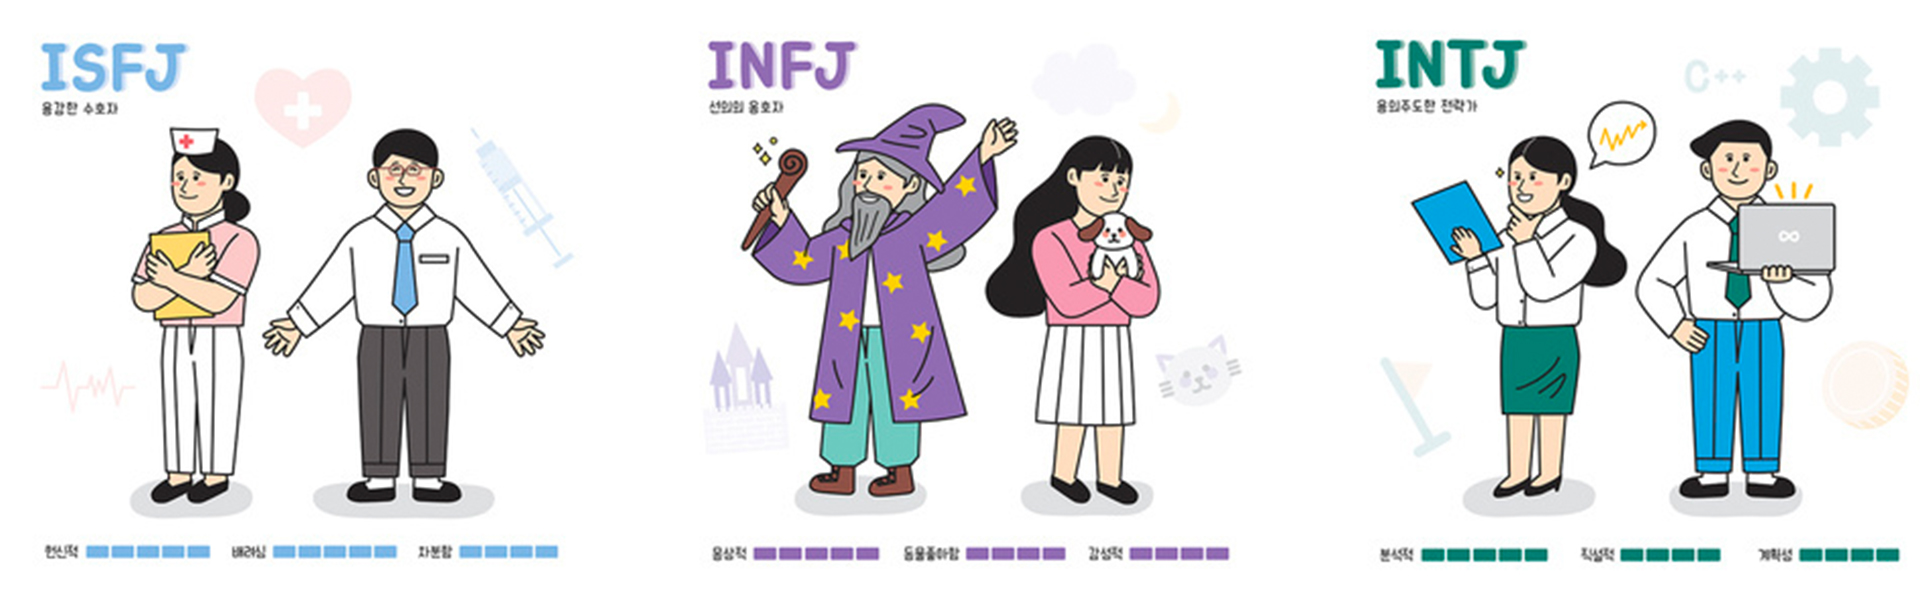 ISFJ
용감한 수호자
헌신적 배려심 차분함
INFJ
선의의 옹호자
몽상적 동물좋아함 감성적
INTJ
C++
용의주도한 전략가
분석적 직설적 계획성